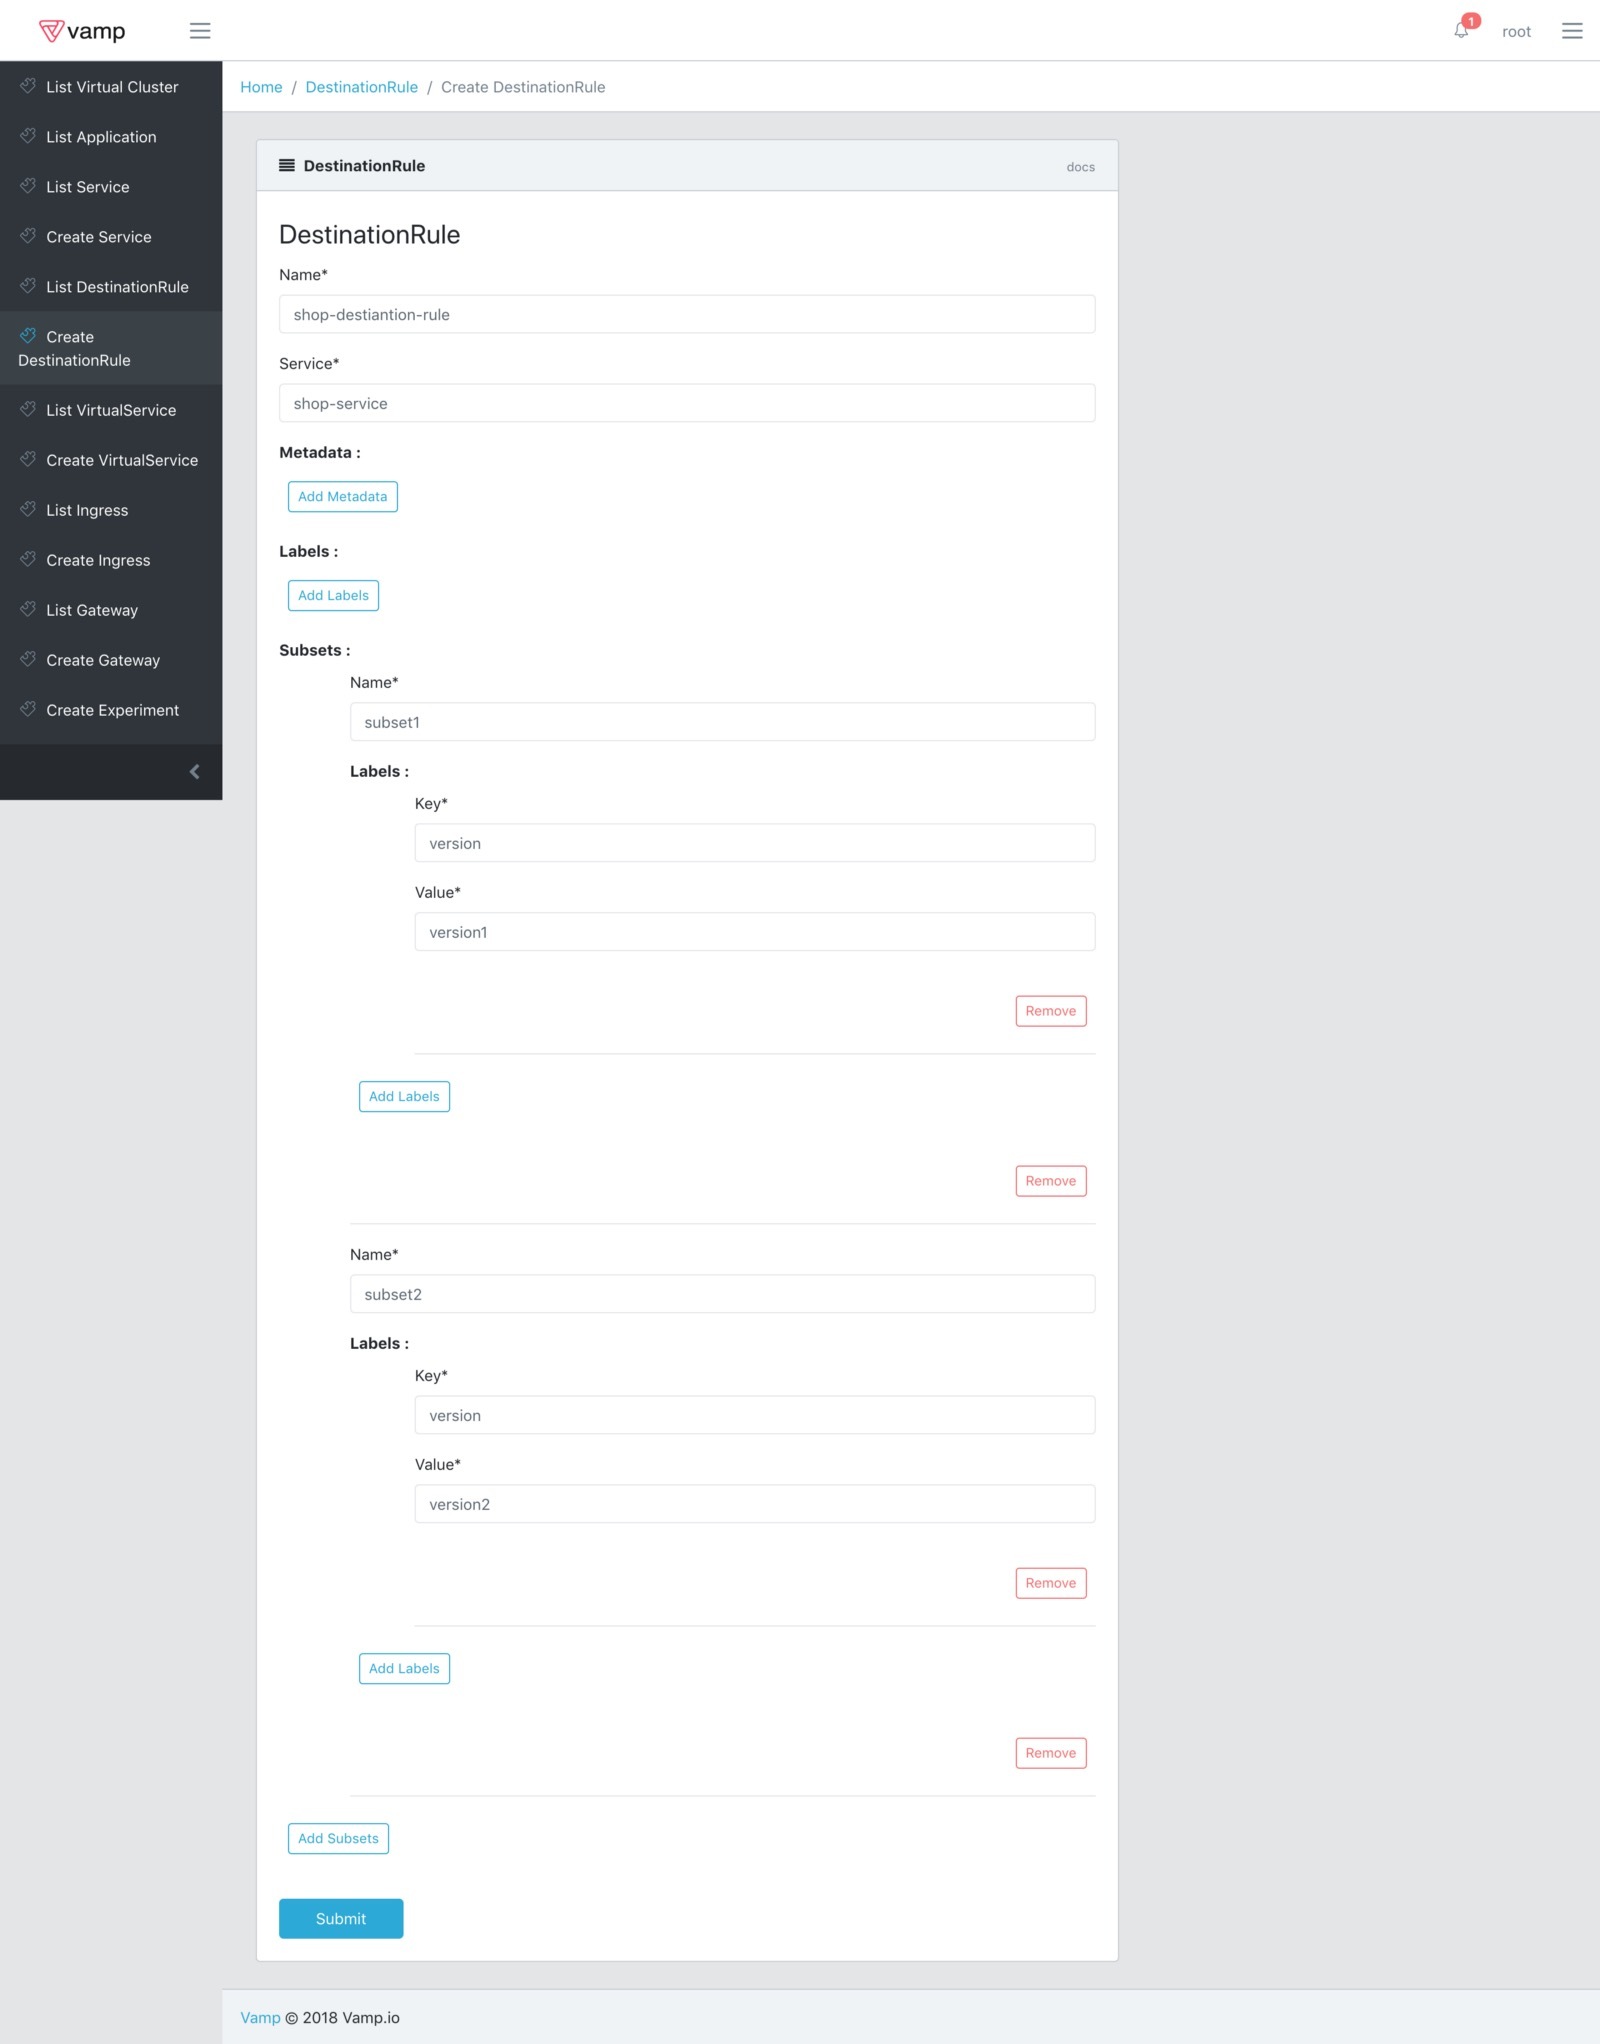 vamp
1
root
List Virtual Cluster
List Application
List Service
Create Service
List DestinationRule
Create
DestinationRule
List VirtualService
Create VirtualService
List Ingress
Create Ingress
List Gateway
Create Gateway
Create Experiment
Home / DestinationRule / Create DestinationRule
DestinationRule
docs
DestinationRule
Name*
shop-destiantion-rule
Service*
shop-service
Metadata :
Add Metadata
Labels :
Add Labels
Subsets :
Name*
subset1
Labels :
Key*
version
Value*
version1
Remove
Add Labels
Remove
Name*
subset2
Labels :
Key*
version
Value*
version2
Remove
Add Labels
Remove
Add Subsets
Submit
Vamp © 2018 Vamp.io